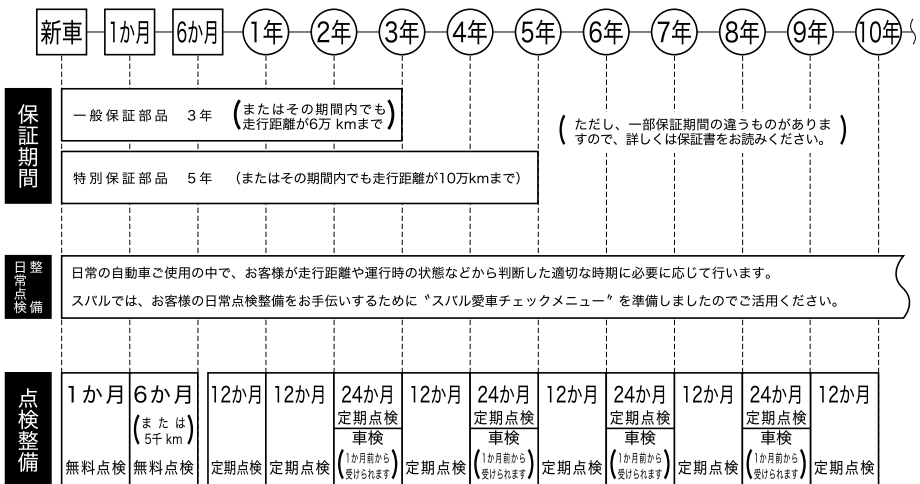 新車 1か月 6か月 1年 2年 3年 4年 5年 6年 7年 8年 9年 10年
保証期間
一般保証部品 3年 (またはその期間内でも
走行距離が6万 kmまで)
(ただし、一部保証期間の違うものがありま
すので、詳しくは保証書をお読みください。)
特別保証部品 5年 (またはその期間内でも走行距離が10万kmまで)
日常点検
整備
日常の自動車ご使用の中で、お客様が走行距離や運行時の状態などから判断した適切な時期に必要に応じて行います。
スバルでは、お客様の日常点検整備をお手伝いするために〝スバル愛車チェックメニュー〞を準備しましたのでご活用ください。
点検整備
1か月
無料点検
6か月
(または
5千km)
無料点検
12か月
定期点検
12か月
定期点検
24か月
定期点検
車検
(1か月前から
受けられます)
12か月
定期点検
24か月
定期点検
車検
(1か月前から
受けられます)
12か月
定期点検
24か月
定期点検
車検
(1か月前から
受けられます)
12か月
定期点検
24か月
定期点検
車検
(1か月前から
受けられます)
12か月
定期点検